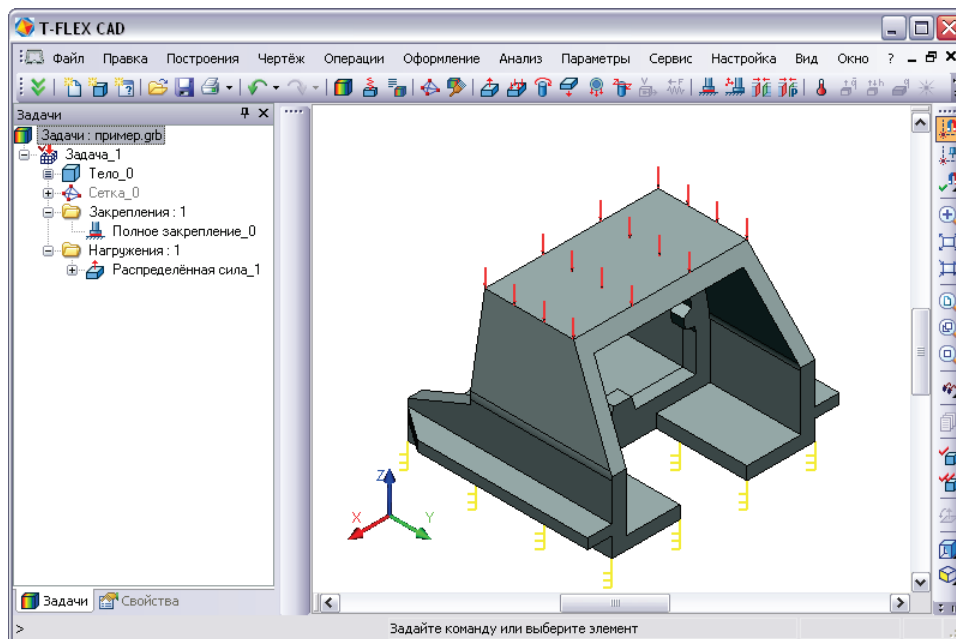 T-FLEX CAD
Файл Правка Построения Чертёж Операции Оформление Анализ Параметры Сервис Настройка Вид Окно ?
Задачи
Задачи : пример.grb
Задача_1
Тело_0
Сетка_0
Закрепления : 1
Полное закрепление_0
Нагружения : 1
Распределённая сила_1
Z
X Y
Задачи Свойства
> Задайте команду или выберите элемент